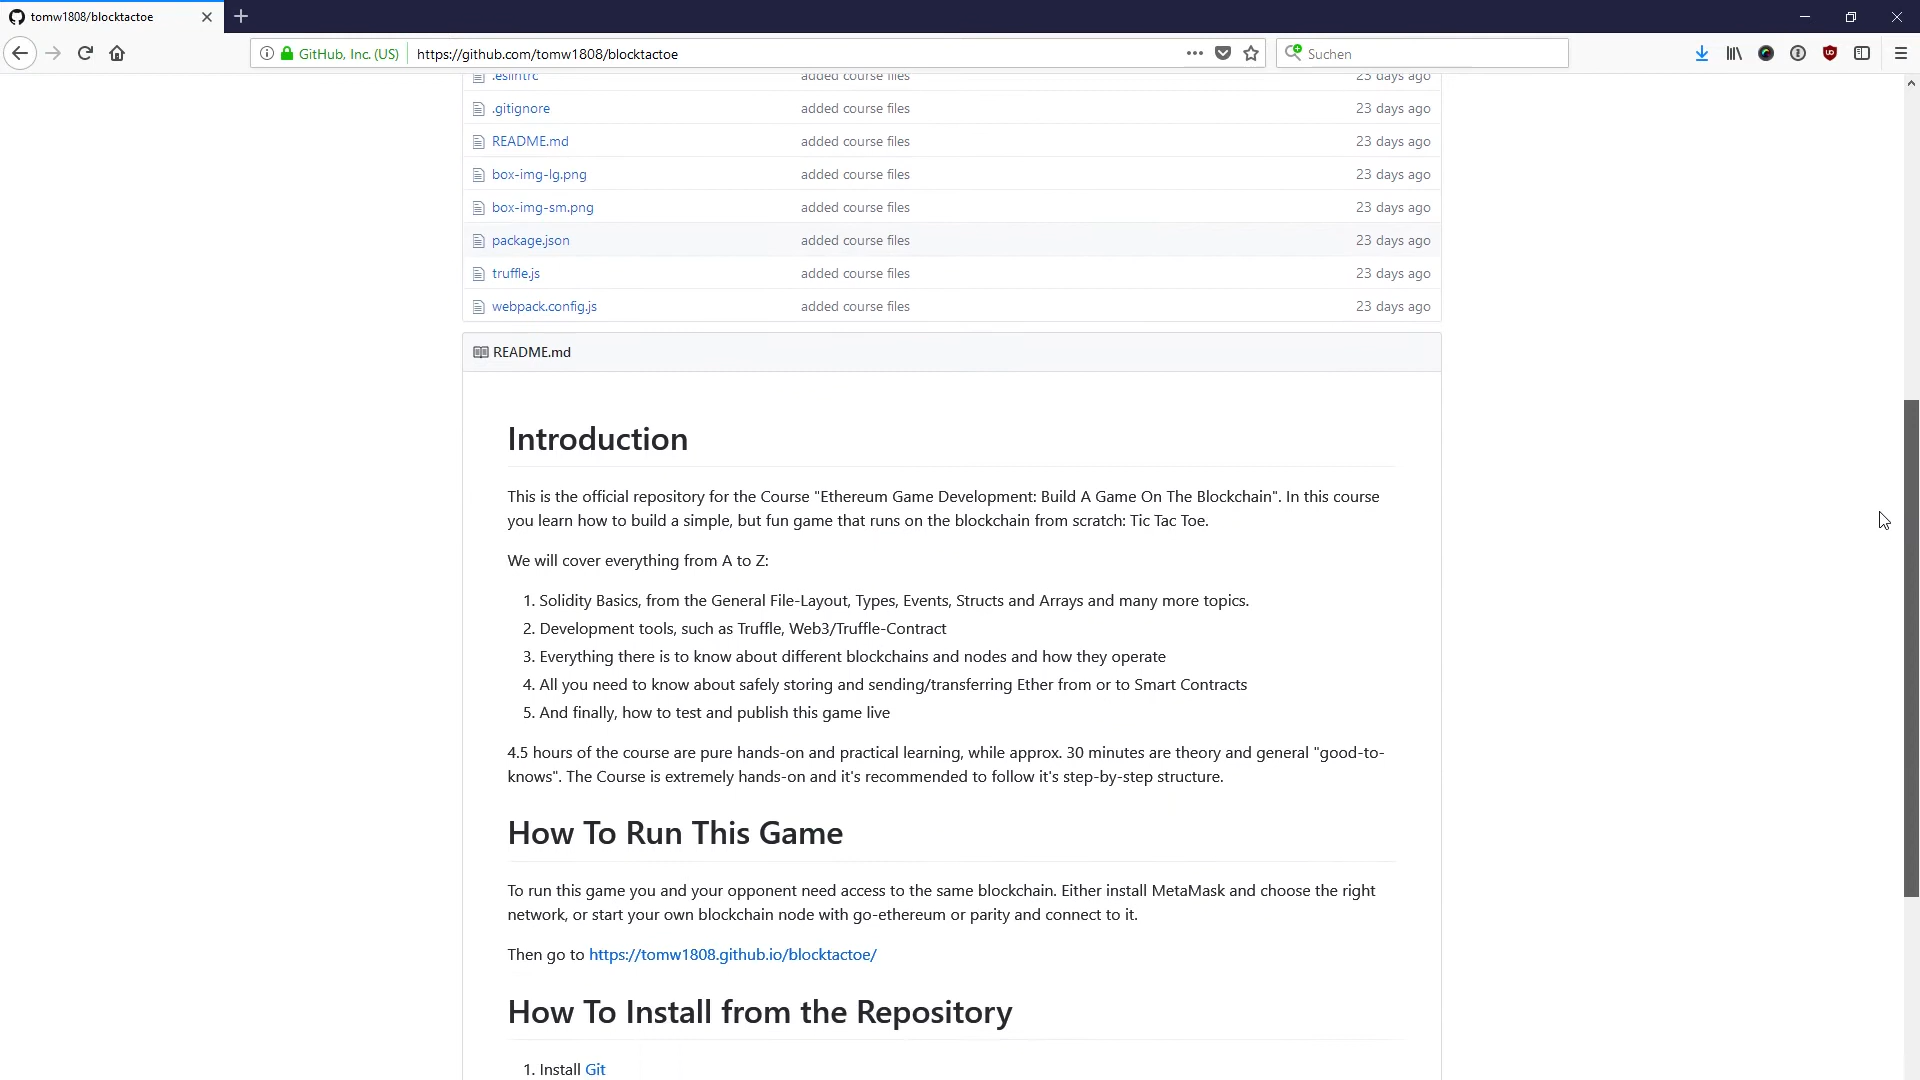 tomw1808/blocktactoe
GitHub, Inc. (US)
https://github.com/tomw1808/blocktactoe
Suchen
.eslintrc added course files 23 days ago
.gitignore added course files 23 days ago
README.md added course files 23 days ago
box-img-lg.png added course files 23 days ago
box-img-sm.png added course files 23 days ago
package.json added course files 23 days ago
truffle.js added course files 23 days ago
webpack.config.js added course files 23 days ago
README.md
Introduction
This is the official repository for the Course "Ethereum Game Development: Build A Game On The Blockchain". In this course
you learn how to build a simple, but fun game that runs on the blockchain from scratch: Tic Tac Toe.
We will cover everything from A to Z:
1. Solidity Basics, from the General File-Layout, Types, Events, Structs and Arrays and many more topics.
2. Development tools, such as Truffle, Web3/Truffle-Contract
3. Everything there is to know about different blockchains and nodes and how they operate
4. All you need to know about safely storing and sending/transferring Ether from or to Smart Contracts
5. And finally, how to test and publish this game live
4.5 hours of the course are pure hands-on and practical learning, while approx. 30 minutes are theory and general "good-to-
knows". The Course is extremely hands-on and it's recommended to follow it's step-by-step structure.
How To Run This Game
To run this game you and your opponent need access to the same blockchain. Either install MetaMask and choose the right
network, or start your own blockchain node with go-ethereum or parity and connect to it.
Then go to https://tomw1808.github.io/blocktactoe/
How To Install from the Repository
1. Install Git